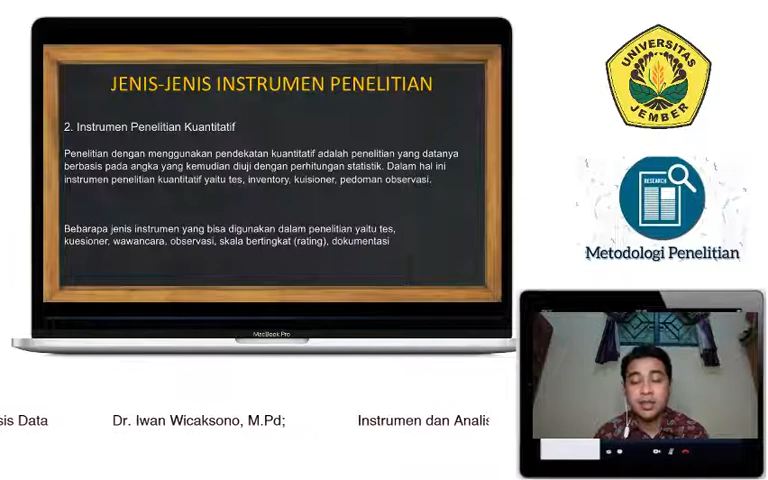 JENIS-JENIS INSTRUMEN PENELITIAN
2. Instrumen Penelitian Kuantitatif
Penelitian dengan menggunakan pendekatan kuantitatif adalah penelitian yang datanya
berbasis pada angka yang kemudian diuji dengan perhitungan statistik. Dalam hal ini
instrumen penelitian kuantitatif yaitu tes, inventory, kuisioner, pedoman observasi.
Bebarapa jenis instrumen yang bisa digunakan dalam penelitian yaitu tes,
kuesioner, wawancara, observasi, skala bertingkat (rating), dokumentasi
MacBook Pro
UNIVERSITAS
JEMBER
RESEARCH
Metodologi Penelitian
sis Data Dr. Iwan Wicaksono, M.Pd; Instrumen dan Analis